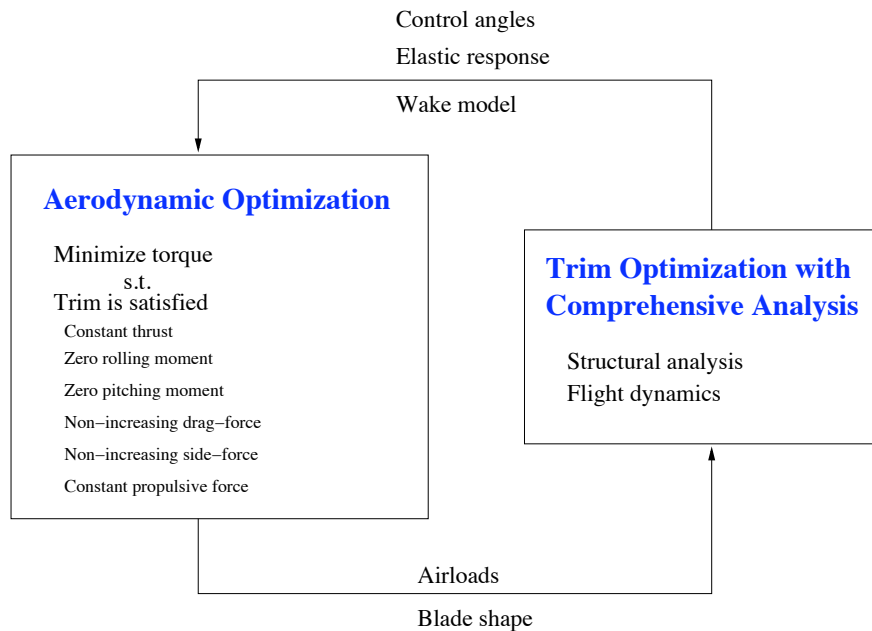 Control angles
Elastic response
Wake model
Aerodynamic Optimization
Minimize torque
s.t.
Trim is satisfied
Constant thrust
Zero rolling moment
Zero pitching moment
Non−increasing drag−force
Non−increasing side−force
Constant propulsive force
Trim Optimization with
Comprehensive Analysis
Structural analysis
Flight dynamics
Airloads
Blade shape